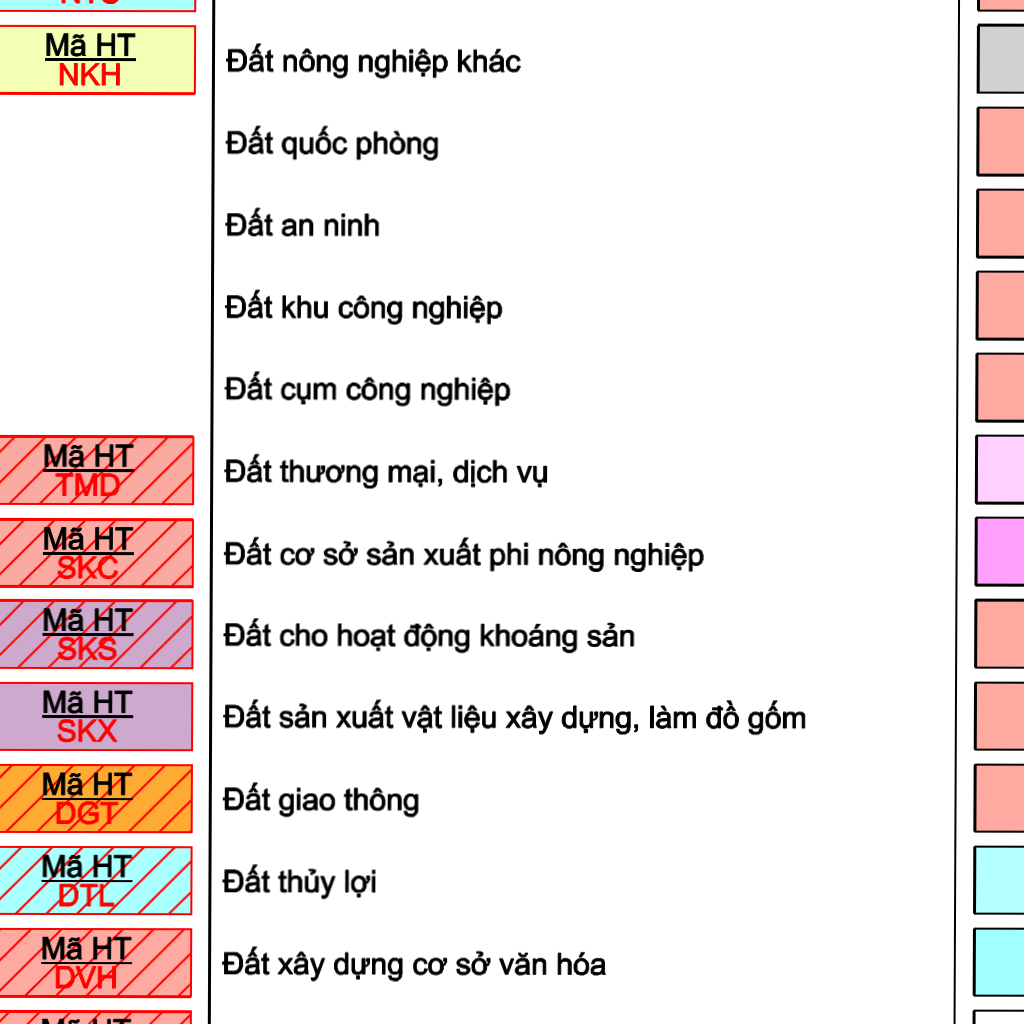 Mã HT
NKH
Đất nông nghiệp khác
Đất quốc phòng
Đất an ninh
Đất khu công nghiệp
Đất cụm công nghiệp
Mã HT
TMD
Đất thương mại, dịch vụ
Mã HT
SKC
Đất cơ sở sản xuất phi nông nghiệp
Mã HT
SKS
Đất cho hoạt động khoáng sản
Mã HT
SKX
Đất sản xuất vật liệu xây dựng, làm đồ gốm
Mã HT
DGT
Đất giao thông
Mã HT
DTL
Đất thủy lợi
Mã HT
DVH
Đất xây dựng cơ sở văn hóa
Mã HT